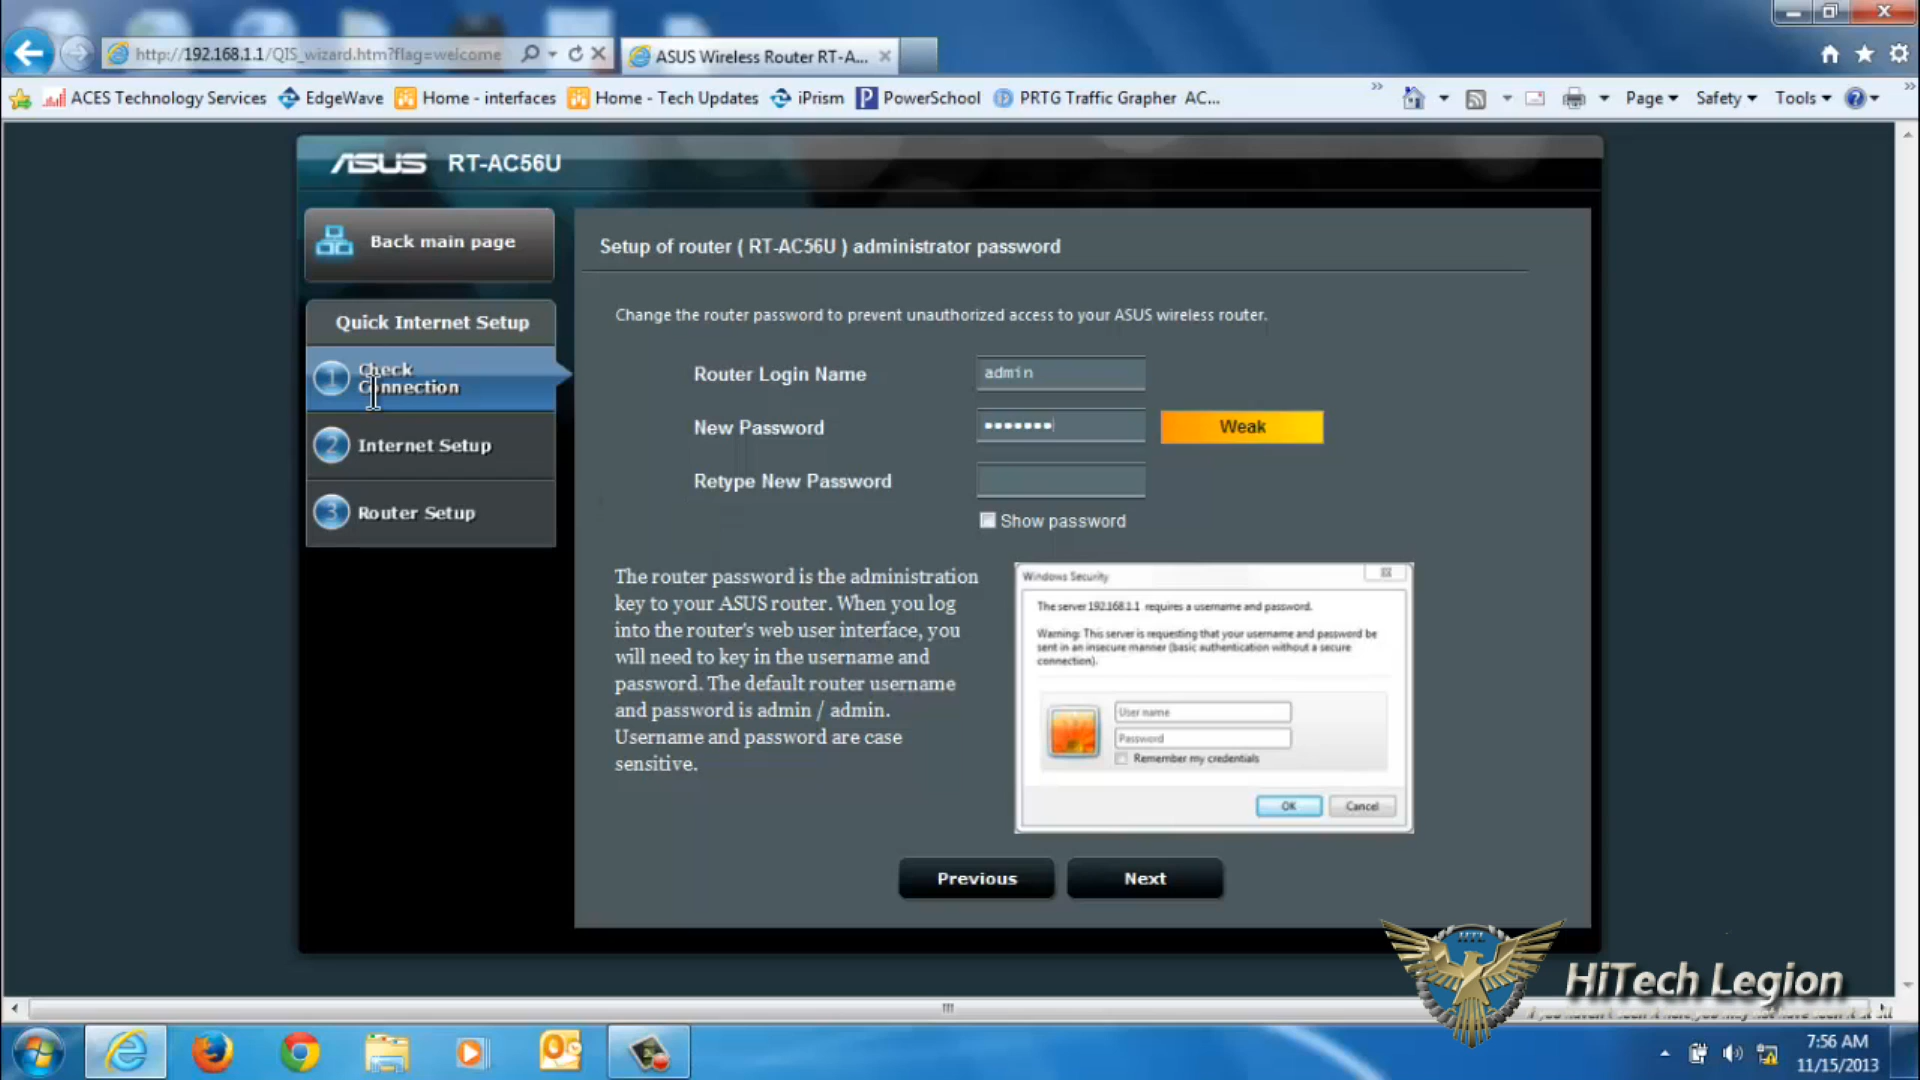 http://192.168.1.1/QIS_wizard.htm?flag=welcome
ASUS Wireless Router RT-A...
ACES Technology Services
EdgeWave
Home - interfaces
Home - Tech Updates
iPrism
PowerSchool
PRTG Traffic Grapher AC...
Page
Safety
Tools
ASUS RT-AC56U
Back main page
Quick Internet Setup
1 Check
Connection
2 Internet Setup
3 Router Setup
Setup of router ( RT-AC56U ) administrator password
Change the router password to prevent unauthorized access to your ASUS wireless router.
Router Login Name
admin
New Password
Weak
Retype New Password
Show password
The router password is the administration
key to your ASUS router. When you log
into the router's web user interface, you
will need to key in the username and
password. The default router username
and password is admin / admin.
Username and password are case
sensitive.
Windows Security
The server 192.168.1.1 requires a username and password.
Warning: This server is requesting that your username and password be
sent in an insecure manner (basic authentication without a secure
connection).
User name
Password
Remember my credentials
OK
Cancel
Previous
Next
HiTech Legion
7:56 AM
11/15/2013